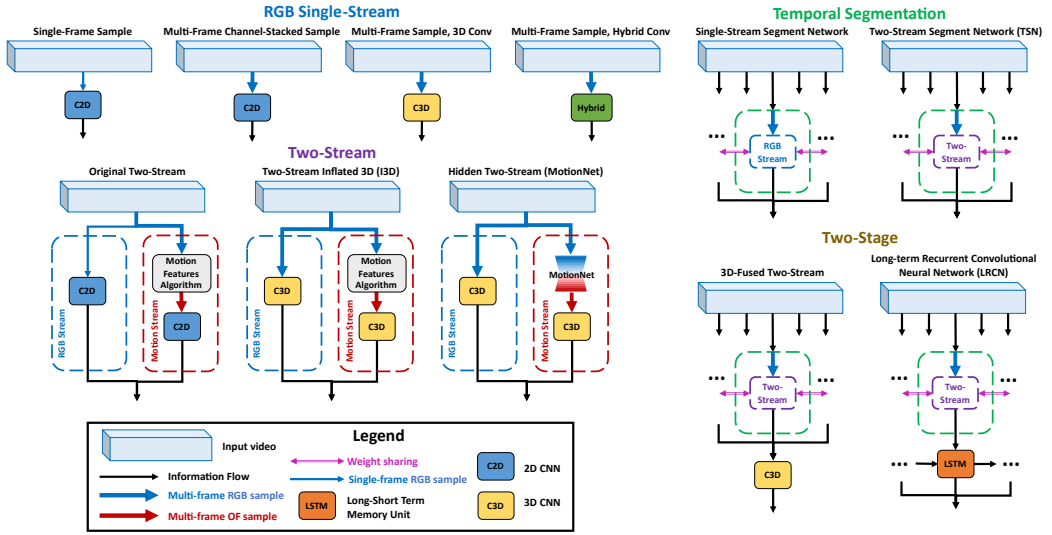 RGB Single-Stream
Single-Frame Sample
Multi-Frame Channel-Stacked Sample
Multi-Frame Sample, 3D Conv
Multi-Frame Sample, Hybrid Conv
C2D
C2D
C3D
Hybrid
Two-Stream
Original Two-Stream
Two-Stream Inflated 3D (I3D)
Hidden Two-Stream (MotionNet)
RGB Stream
C2D
Motion Stream
Motion
Features
Algorithm
C2D
RGB Stream
C3D
Motion Stream
Motion
Features
Algorithm
C3D
RGB Stream
C3D
Motion Stream
MotionNet
C3D
Temporal Segmentation
Single-Stream Segment Network
Two-Stream Segment Network (TSN)
...
RGB
Stream
...
...
Two-
Stream
...
Two-Stage
3D-Fused Two-Stream
Long-term Recurrent Convolutional
Neural Network (LRCN)
...
Two-
Stream
...
C3D
...
Two-
Stream
...
...
LSTM
...
Legend
Input video
Information Flow
Multi-frame RGB sample
Multi-frame OF sample
Weight sharing
Single-frame RGB sample
LSTM
Long-Short Term
Memory Unit
C2D
2D CNN
C3D
3D CNN